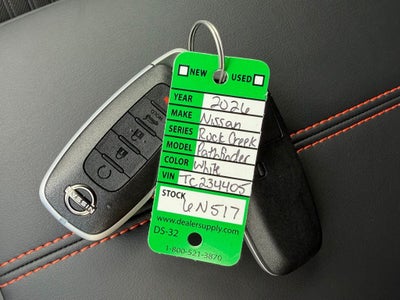 NEW USED
YEAR 2026
MAKE Nissan
SERIES Rock Creek
MODEL Pathfinder
COLOR White
VIN TC234405
STOCK 6N517
www.dealersupply.com
DS-32
1-800-521-3870
NISSAN